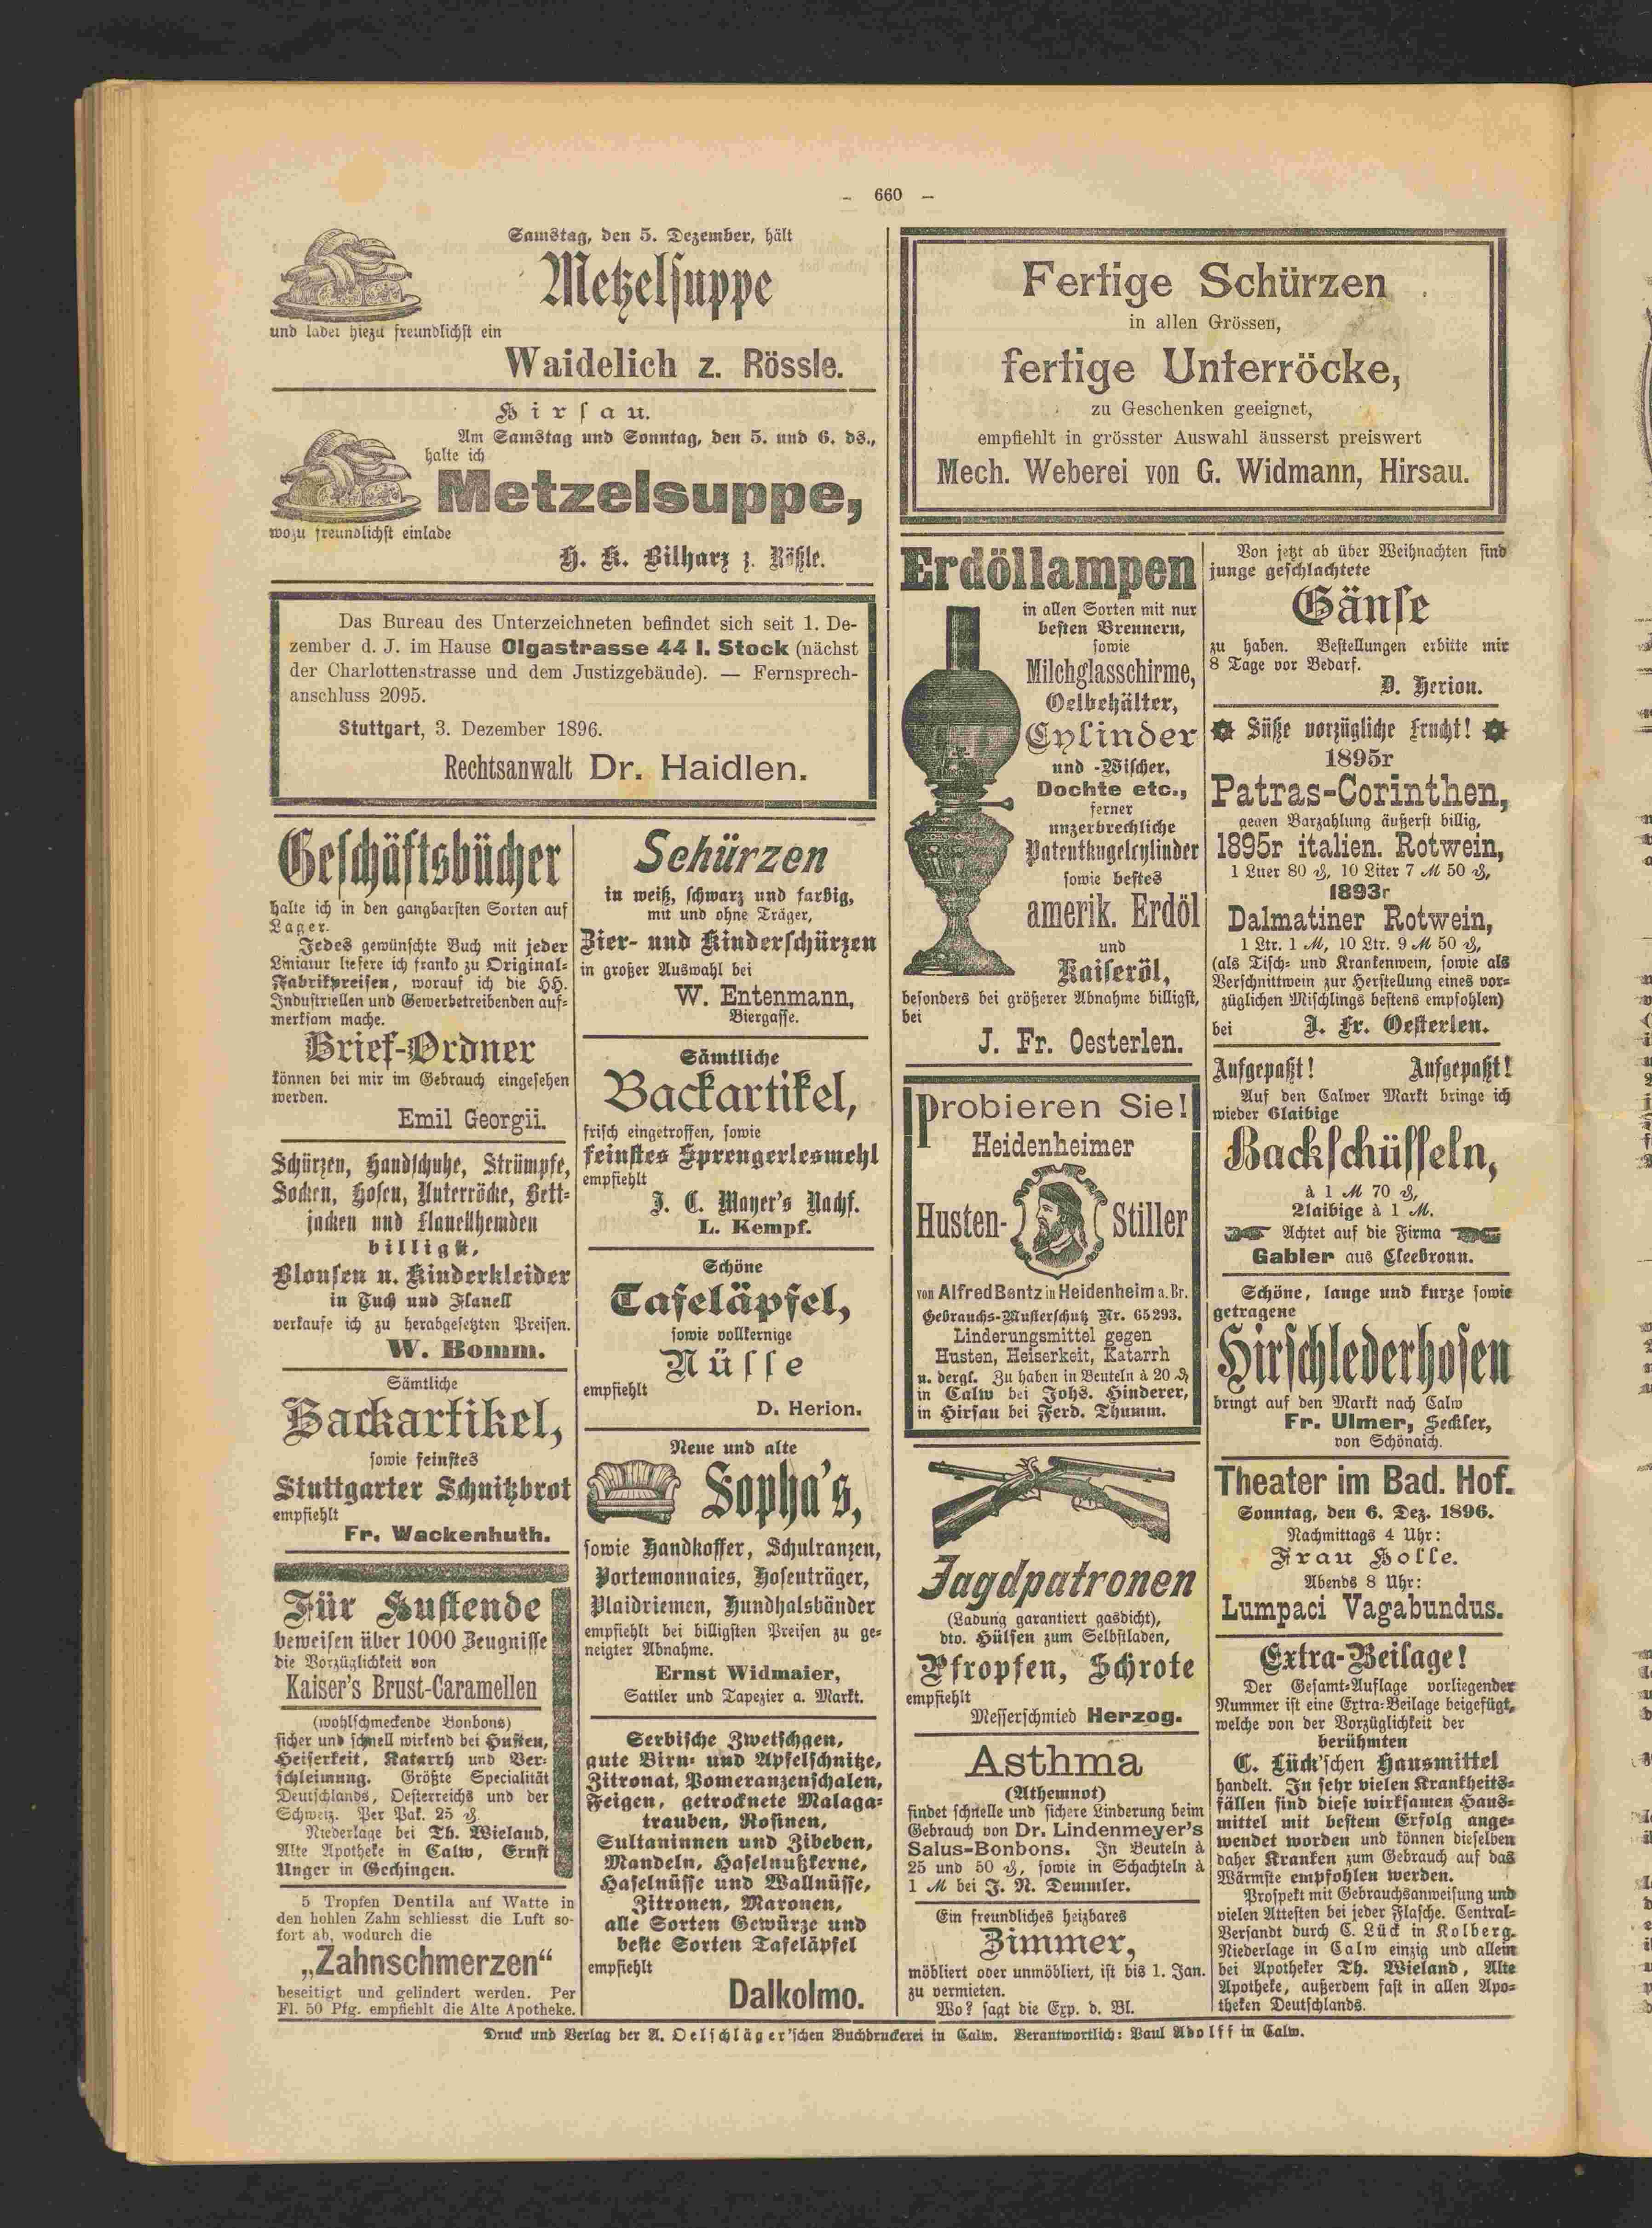 – 660 –
Samstag, den 5. Dezember, hält
Metzelsuppe
und ladet hiezu freundlichst ein
Waidelich z. Rössle.
Hirsau.
Am Samstag und Sonntag, den 5. und 6. ds.,
halte ich
Metzelsuppe,
wozu freundlichst einlade
H. K. Bilharz z. Rößle.
Das Bureau des Unterzeichneten befindet sich seit 1. De-
zember d. J. im Hause Olgastrasse 44 I. Stock (nächst
der Charlottenstrasse und dem Justizgebäude). — Fernsprech-
anschluss 2095.
Stuttgart, 3. Dezember 1896.
Rechtsanwalt Dr. Haidlen.
Geschäftsbücher
halte ich in den gangbarsten Sorten auf
Lager.
Jedes gewünschte Buch mit jeder
Liniatur liefere ich franko zu Original-
Fabrikpreisen, worauf ich die HH.
Industriellen und Gewerbetreibenden auf-
merksam mache.
Brief-Ordner
können bei mir im Gebrauch eingesehen
werden.
Emil Georgii.
Schürzen, Handschuhe, Strümpfe,
Socken, Hosen, Unterröcke, Bett-
jacken und Flanellhemden
billigst,
Blousen u. Kinderkleider
in Tuch und Flanell
verkaufe ich zu herabgesetzten Preisen.
W. Bomm.
Sämtliche
Backartikel,
sowie feinstes
Stuttgarter Schnitzbrot
empfiehlt
Fr. Wackenhuth.
Für Hustende
beweisen über 1000 Zeugnisse
die Vorzüglichkeit von
Kaiser's Brust-Caramellen
(wohlschmeckende Bonbons)
sicher und schnell wirkend bei Husten,
Heiserkeit, Katarrh und Ver-
schleimung. Größte Specialität
Deutschlands, Oesterreichs und der
Schweiz. Per Pak. 25 ₰.
Niederlage bei Th. Wieland,
Alte Apotheke in Calw, Ernst
Unger in Gechingen.
5 Tropfen Dentila auf Watte in
den hohlen Zahn schliesst die Luft so-
fort ab, wodurch die
„Zahnschmerzen“
beseitigt und gelindert werden. Per
Fl. 50 Pfg. empfiehlt die Alte Apotheke.
Schürzen
in weiß, schwarz und farbig,
mit und ohne Träger,
Zier- und Kinderschürzen
in großer Auswahl bei
W. Entenmann,
Biergasse.
Sämtliche
Backartikel,
frisch eingetroffen, sowie
feinstes Sprengerlesmehl
empfiehlt
J. C. Mayer's Nachf.
L. Kempf.
Schöne
Tafeläpfel,
sowie vollkernige
Nüsse
empfiehlt
D. Herion.
Neue und alte
Sopha's,
sowie Handkoffer, Schulranzen,
Portemonnaies, Hosenträger,
Plaidriemen, Hundhalsbänder
empfiehlt bei billigsten Preisen zu ge-
neigter Abnahme.
Ernst Widmaier,
Sattler und Tapezier a. Markt.
Serbische Zwetschgen,
gute Birn- und Apfelschnitze,
Zitronat, Pomeranzenschalen,
Feigen, getrocknete Malaga-
trauben, Rosinen,
Sultaninnen und Zibeben,
Mandeln, Haselnußkerne,
Haselnüsse und Wallnüsse,
Zitronen, Maronen,
alle Sorten Gewürze und
beste Sorten Tafeläpfel
empfiehlt
Dalkolmo.
Fertige Schürzen
in allen Grössen,
fertige Unterröcke,
zu Geschenken geeignet,
empfiehlt in grösster Auswahl äusserst preiswert
Mech. Weberei von G. Widmann, Hirsau.
Erdöllampen
in allen Sorten mit nur
besten Brennern,
sowie
Milchglasschirme,
Oelbehälter,
Cylinder
und -Wischer,
Dochte etc.,
ferner
unzerbrechliche
Patentkugelcylinder
sowie bestes
amerik. Erdöl
und
Kaiseröl,
besonders bei größerer Abnahme billigst,
bei
J. Fr. Oesterlen.
Probieren Sie!
Heidenheimer
Husten-Stiller
von Alfred Bentz in Heidenheim a. Br.
Gebrauchs-Musterschutz Nr. 65293.
Linderungsmittel gegen
Husten, Heiserkeit, Katarrh
u. dergl. Zu haben in Beuteln à 20 ₰
in Calw bei Johs. Hinderer,
in Hirsau bei Ferd. Thumm.
Jagdpatronen
(Ladung garantiert gasdicht),
dto. Hülsen zum Selbstladen,
Pfropfen, Schrote
empfiehlt
Messerschmied Herzog.
Asthma
(Athemnot)
findet schnelle und sichere Linderung beim
Gebrauch von Dr. Lindenmeyer's
Salus-Bonbons. In Beuteln à
25 und 50 ₰, sowie in Schachteln à
1 M bei J. N. Demmler.
Ein freundliches heizbares
Zimmer,
möbliert oder unmöbliert, ist bis 1. Jan.
zu vermieten.
Wo? sagt die Exp. d. Bl.
Von jetzt ab über Weihnachten sind
junge geschlachtete
Gänse
zu haben. Bestellungen erbitte mir
8 Tage vor Bedarf.
D. Herion.
Süße vorzügliche Frucht!
1895r
Patras-Corinthen,
gegen Barzahlung äußerst billig,
1895r italien. Rotwein,
1 Liter 80 ₰, 10 Liter 7 M 50 ₰,
1893r
Dalmatiner Rotwein,
1 Ltr. 1 M, 10 Ltr. 9 M 50 ₰,
(als Tisch- und Krankenwein, sowie als
Verschnittwein zur Herstellung eines vor-
züglichen Mischlings bestens empfohlen)
bei J. Fr. Oesterlen.
Aufgepaßt! Aufgepaßt!
Auf den Calwer Markt bringe ich
wieder 6laibige
Backschüsseln,
à 1 M 70 ₰,
2laibige à 1 M.
Achtet auf die Firma
Gabler aus Cleebronn.
Schöne, lange und kurze sowie
getragene
Hirschlederhosen
bringt auf den Markt nach Calw
Fr. Ulmer, Seckler,
von Schönaich.
Theater im Bad. Hof.
Sonntag, den 6. Dez. 1896.
Nachmittags 4 Uhr:
Frau Holle.
Abends 8 Uhr:
Lumpaci Vagabundus.
Extra-Beilage!
Der Gesamt-Auflage vorliegender
Nummer ist eine Extra-Beilage beigefügt,
welche von der Vorzüglichkeit der
berühmten
C. Lück'schen Hausmittel
handelt. In sehr vielen Krankheits-
fällen sind diese wirksamen Haus-
mittel mit bestem Erfolg ange-
wendet worden und können dieselben
daher Kranken zum Gebrauch auf das
Wärmste empfohlen werden.
Prospekt mit Gebrauchsanweisung und
vielen Attesten bei jeder Flasche. Central-
Versandt durch C. Lück in Kolberg.
Niederlage in Calw einzig und allein
bei Apotheker Th. Wieland, Alte
Apotheke, außerdem fast in allen Apo-
theken Deutschlands.
Druck und Verlag der A. Oelschläger'schen Buchdruckerei in Calw. Verantwortlich: Paul Adolff in Calw.